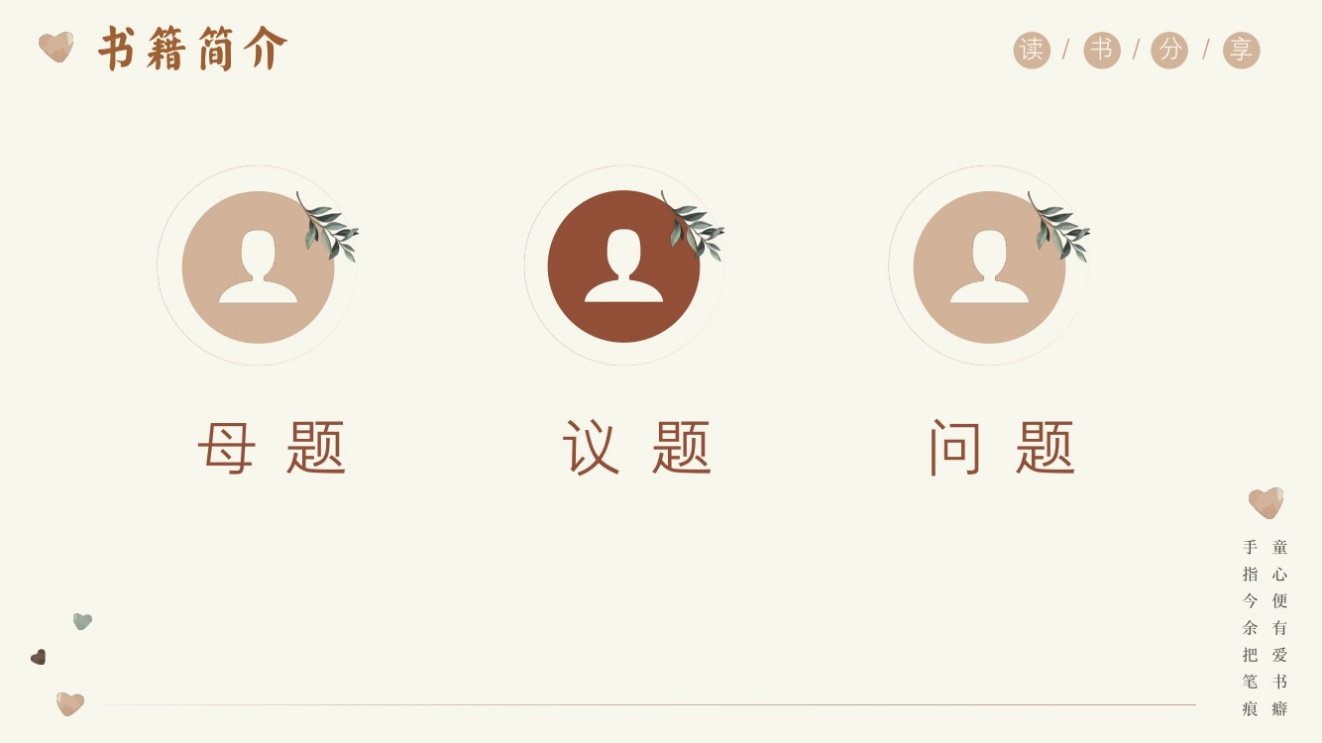 书籍简介
读/书/分/享
母题
议题
问题
童心便有爱书癖
手指今余把笔痕